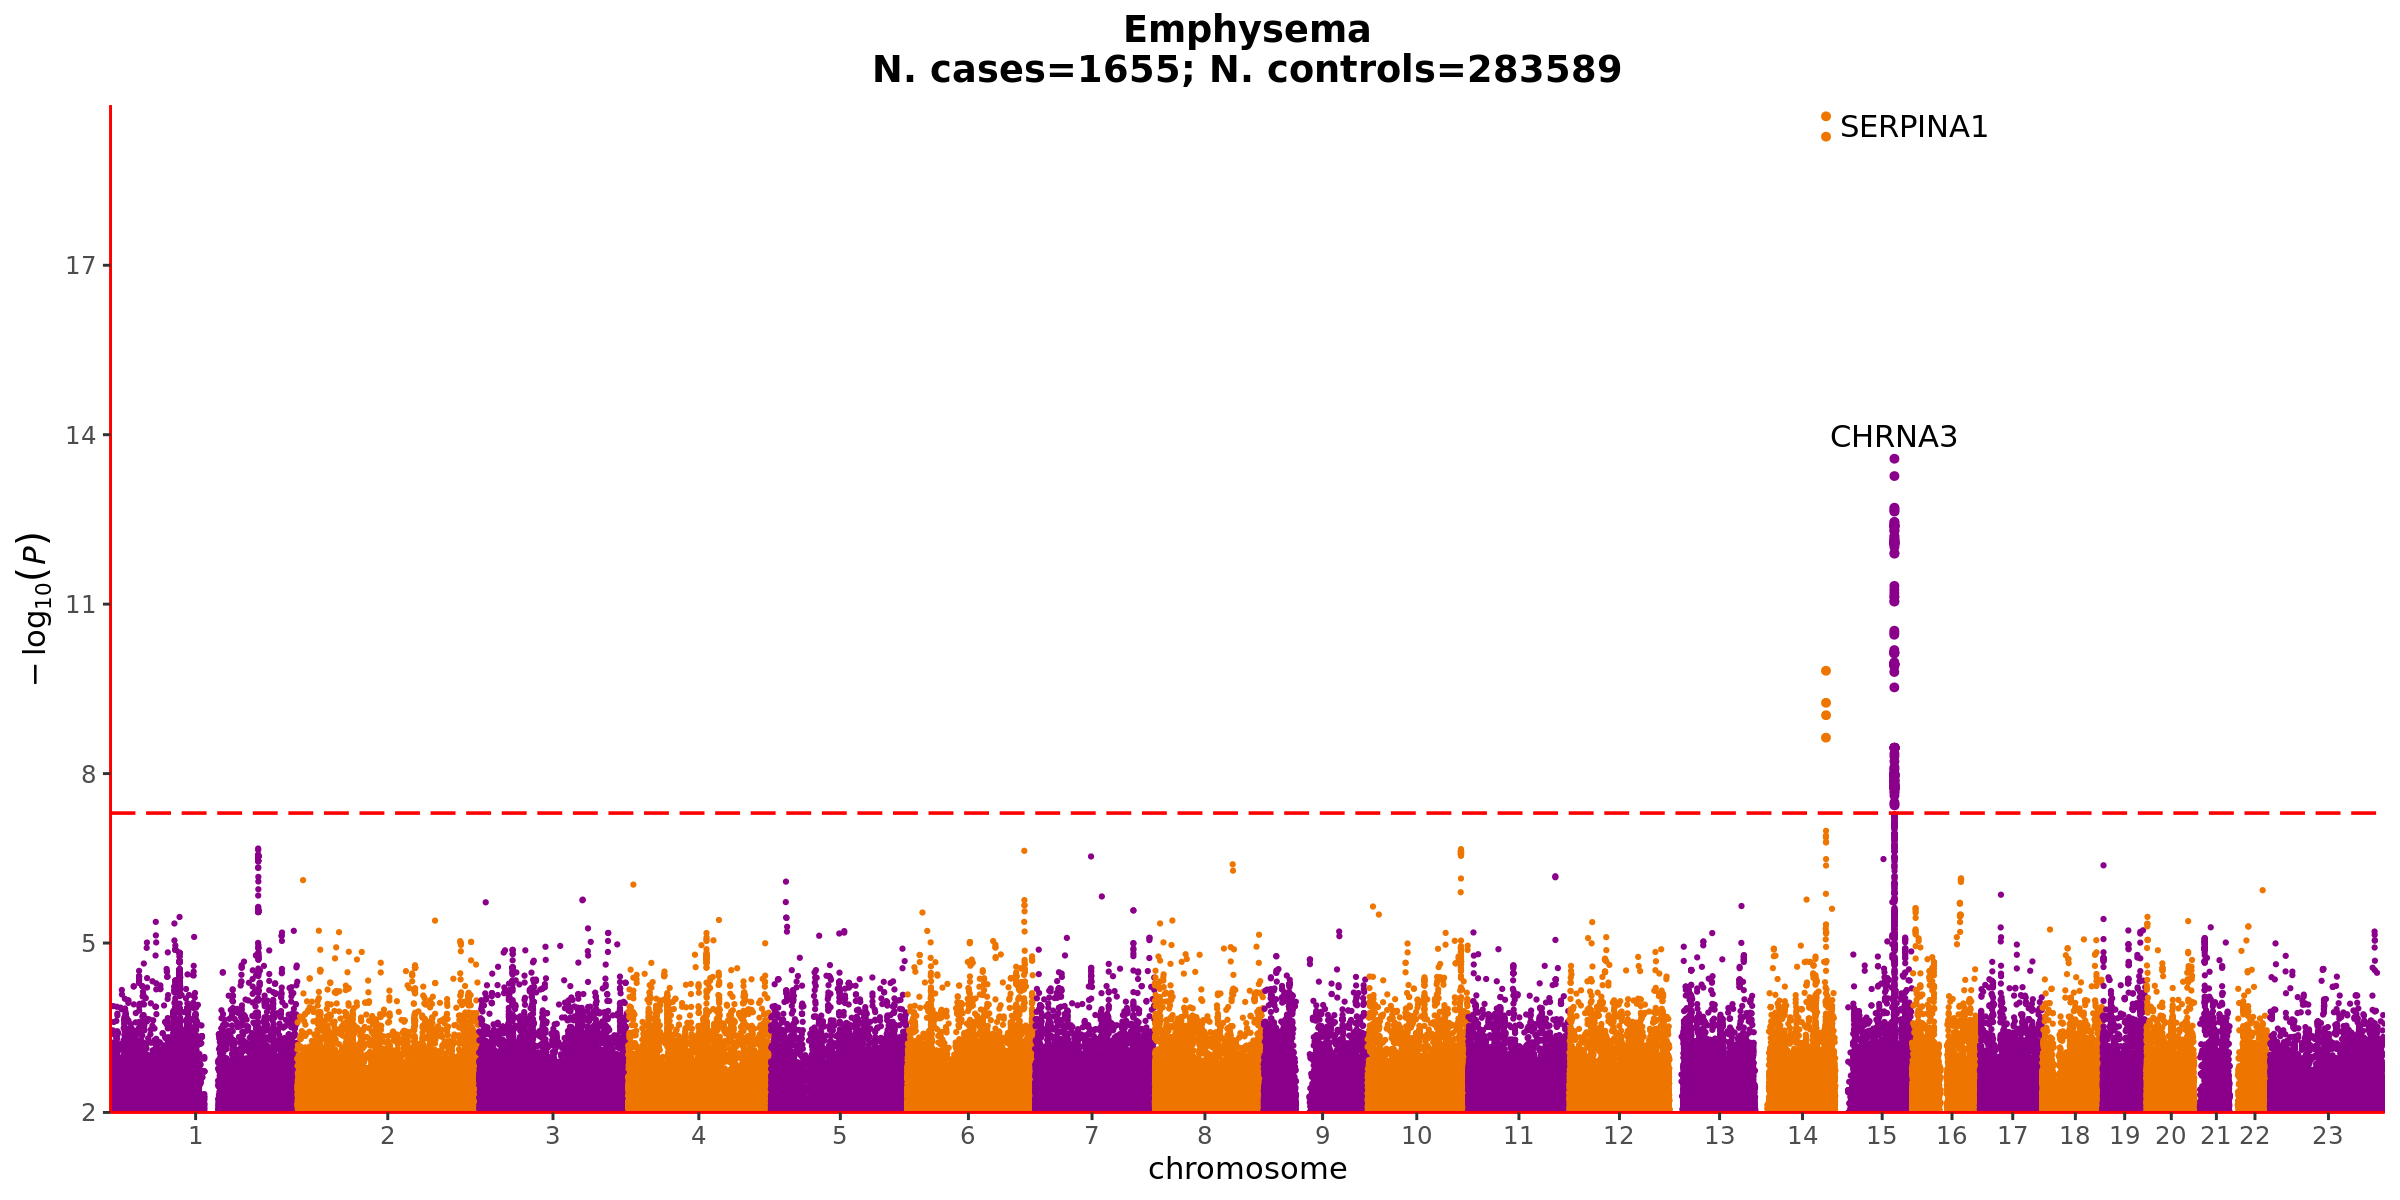 Emphysema
N. cases=1655; N. controls=283589
SERPINA1
17
CHRNA3
14
− log₁₀(P)
11
8
5
2
1 2 3 4 5 6 7 8 9 10 11 12 13 14 15 16 17 18 19 20 21 22 23
chromosome